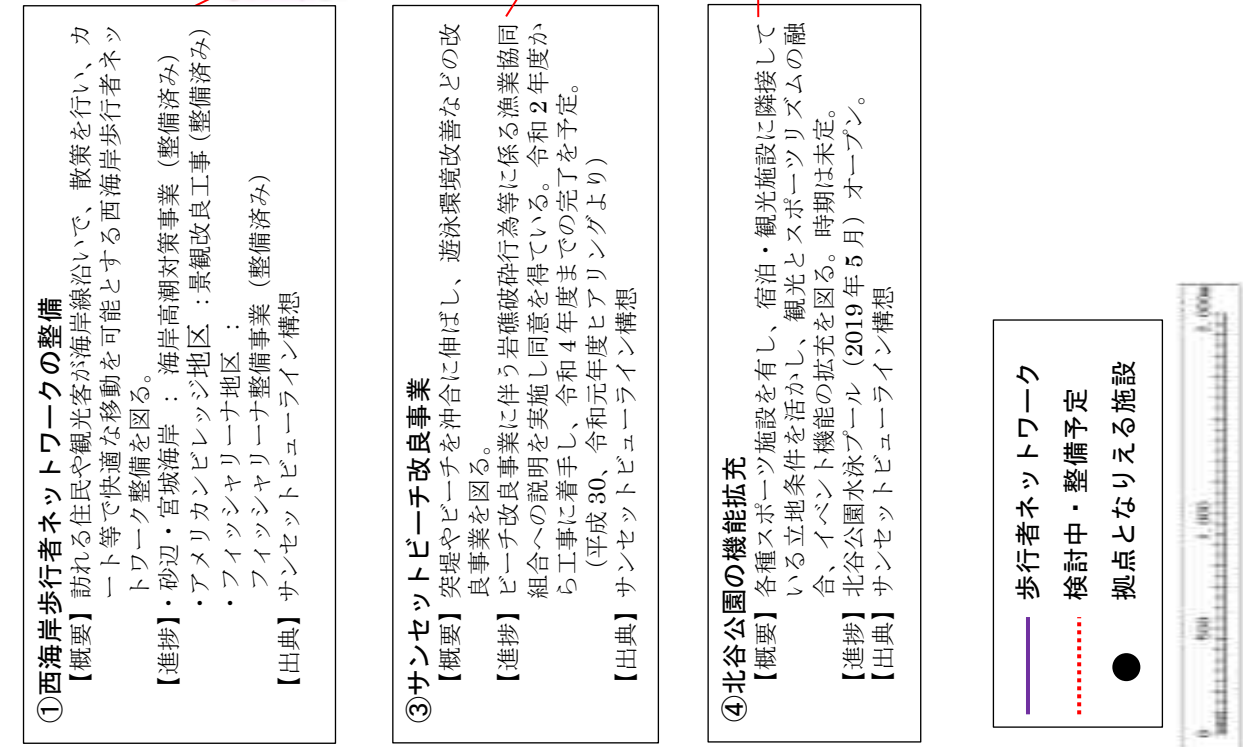 ①西海岸歩行者ネットワークの整備
【概要】訪れる住民や観光客が海岸線沿いで、散策を行い、カ
ート等で快適な移動を可能とする西海岸歩行者ネッ
トワーク整備を図る。
【進捗】・砂辺・宮城海岸 : 海岸高潮対策事業（整備済み）
・アメリカンビレッジ地区 : 景観改良工事（整備済み）
・フィッシャリーナ地区 :
フィッシャリーナ整備事業（整備済み）
【出典】サンセットビューライン構想
③サンセットビーチ改良事業
【概要】突堤やビーチを沖合に伸ばし、遊泳環境改善などの改
良事業を図る。
【進捗】ビーチ改良事業に伴う岩礁破砕行為等に係る漁業協同
組合への説明を実施し同意を得ている。令和２年度か
ら工事に着手し、令和４年度までの完了を予定。
（平成 30、令和元年度ヒアリングより）
【出典】サンセットビューライン構想
④北谷公園の機能拡充
【概要】各種スポーツ施設を有し、宿泊・観光施設に隣接して
いる立地条件を活かし、観光とスポーツリズムの融
合、イベント機能の拡充を図る。時期は未定。
【進捗】北谷公園水泳プール（2019 年 5 月）オープン。
【出典】サンセットビューライン構想
歩行者ネットワーク
検討中・整備予定
拠点となりえる施設
0 500 1,000 2,000m